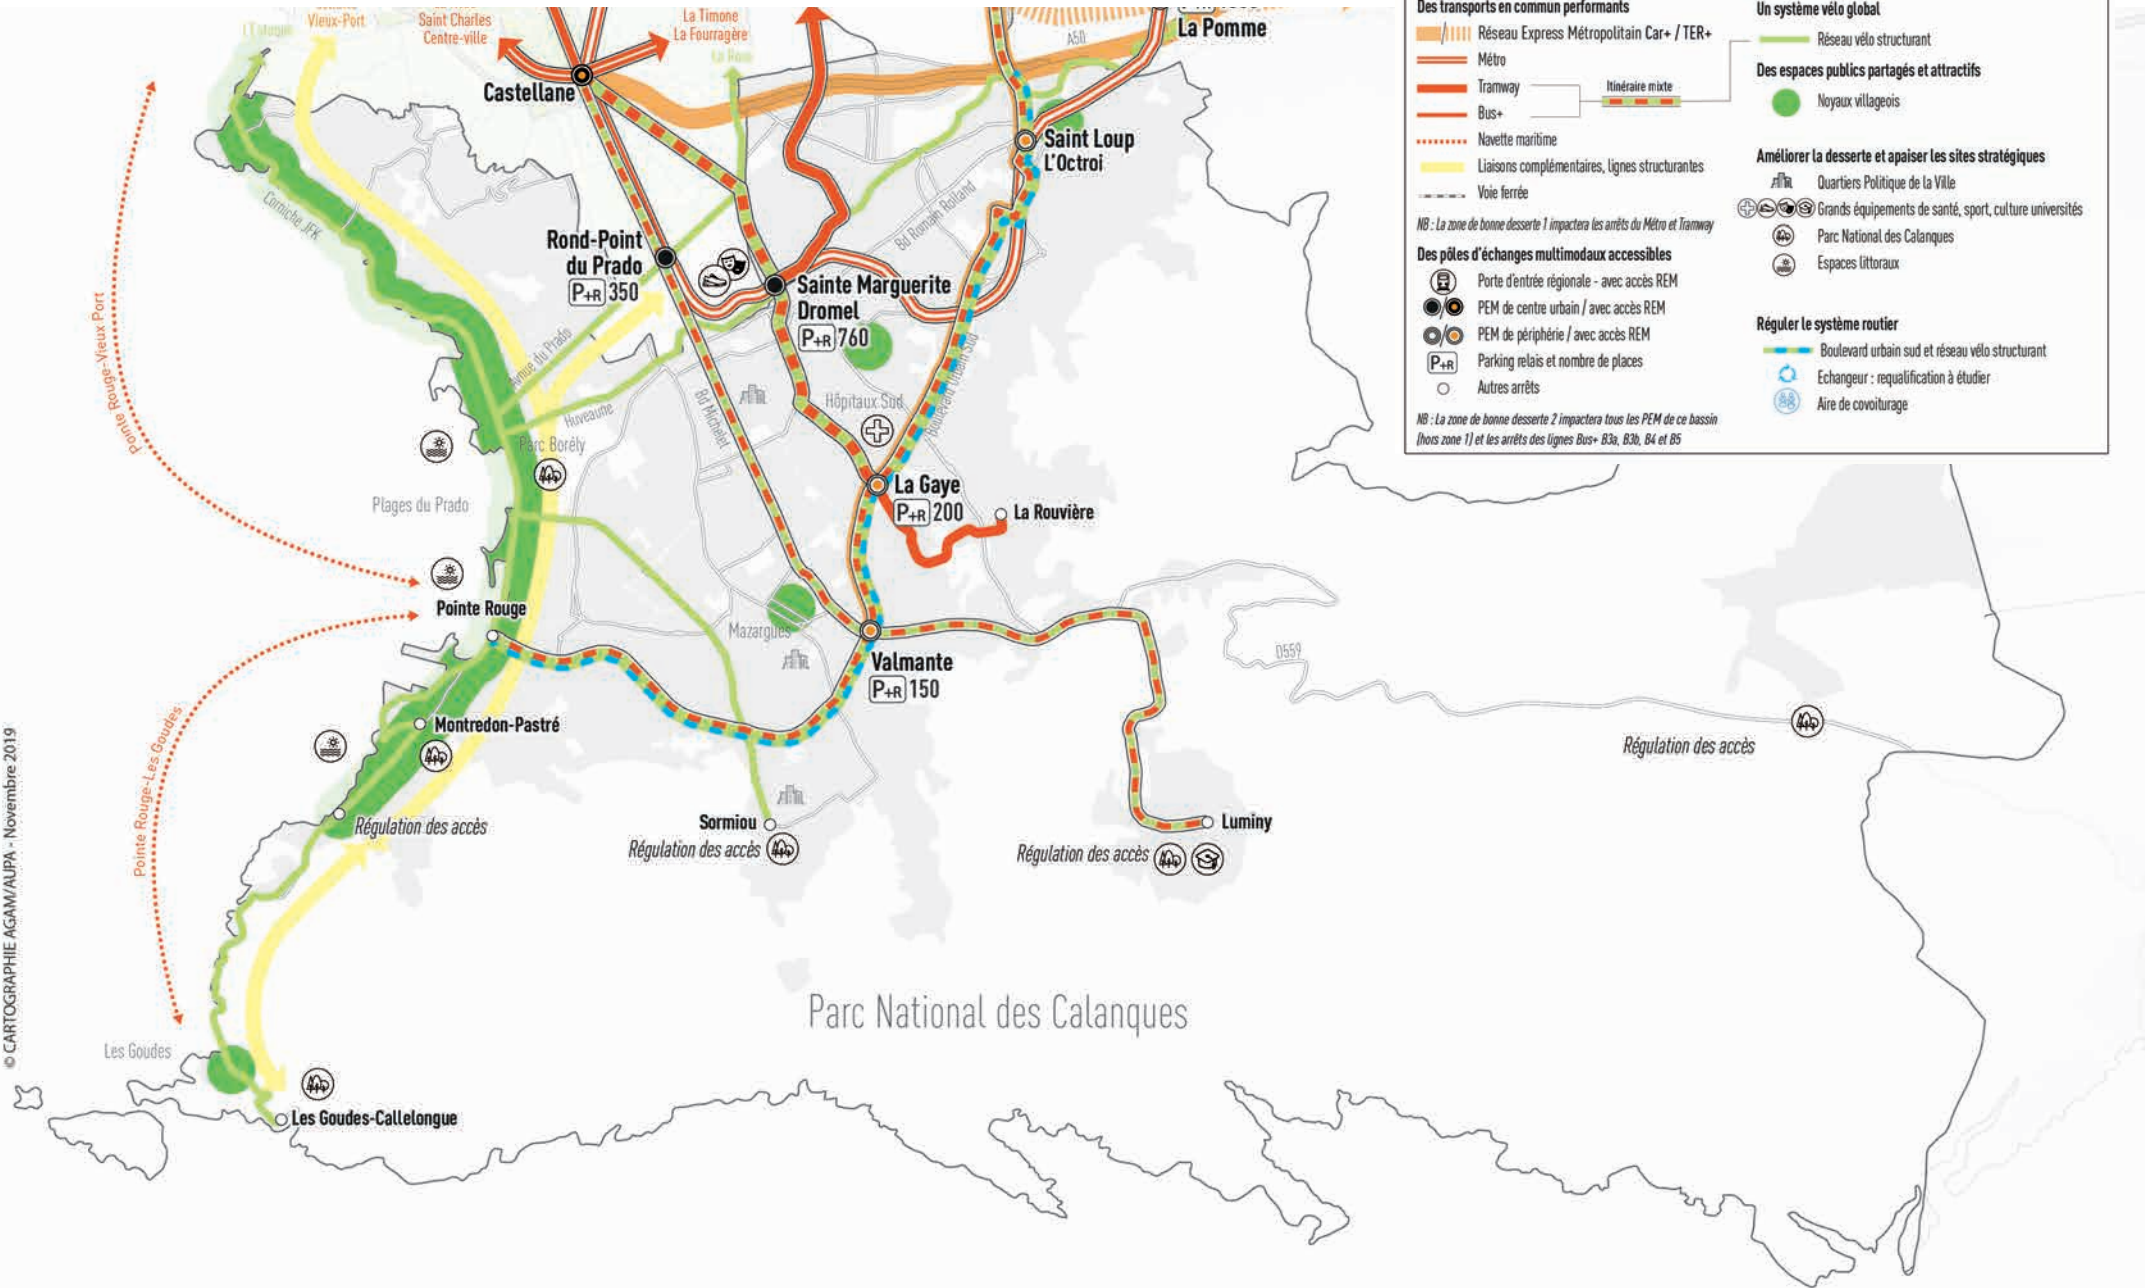 Vieux-Port
Saint Charles
Centre-ville
La Timone
La Fourragère
La Rose
A50
La Pomme
Castellane
Saint Loup
L'Octroi
Corniche JFK
Bd Romain Rolland
Rond-Point
du Prado
P+R 350
Sainte Marguerite
Dromel
P+R 760
Pointe Rouge-Vieux Port
Avnue du Prado
Huveaune
Bd Michelet
Hôpitaux Sud
Boulevard Urbain Sud
Parc Borély
Plages du Prado
La Gaye
P+R 200
La Rouvière
Pointe Rouge
Mazargues
Valmante
P+R 150
D559
Montredon-Pastré
Régulation des accès
Pointe Rouge-Les Goudes
Régulation des accès
Sormiou
Régulation des accès
Luminy
Régulation des accès
Parc National des Calanques
Les Goudes
Les Goudes-Callelongue
© CARTOGRAPHIE AGAM/AUPA - Novembre 2019
Des transports en commun performants
Réseau Express Métropolitain Car+ / TER+
Métro
Tramway
Bus+
Itinéraire mixte
Navette maritime
Liaisons complémentaires, lignes structurantes
Voie ferrée
NB : La zone de bonne desserte 1 impactera les arrêts du Métro et Tramway
Des pôles d'échanges multimodaux accessibles
Porte d'entrée régionale - avec accès REM
PEM de centre urbain / avec accès REM
PEM de périphérie / avec accès REM
P+R Parking relais et nombre de places
Autres arrêts
NB : La zone de bonne desserte 2 impactera tous les PEM de ce bassin
(hors zone 1) et les arrêts des lignes Bus+ B3a, B3b, B4 et B5
Un système vélo global
Réseau vélo structurant
Des espaces publics partagés et attractifs
Noyaux villageois
Améliorer la desserte et apaiser les sites stratégiques
Quartiers Politique de la Ville
Grands équipements de santé, sport, culture universités
Parc National des Calanques
Espaces littoraux
Réguler le système routier
Boulevard urbain sud et réseau vélo structurant
Echangeur : requalification à étudier
Aire de covoiturage